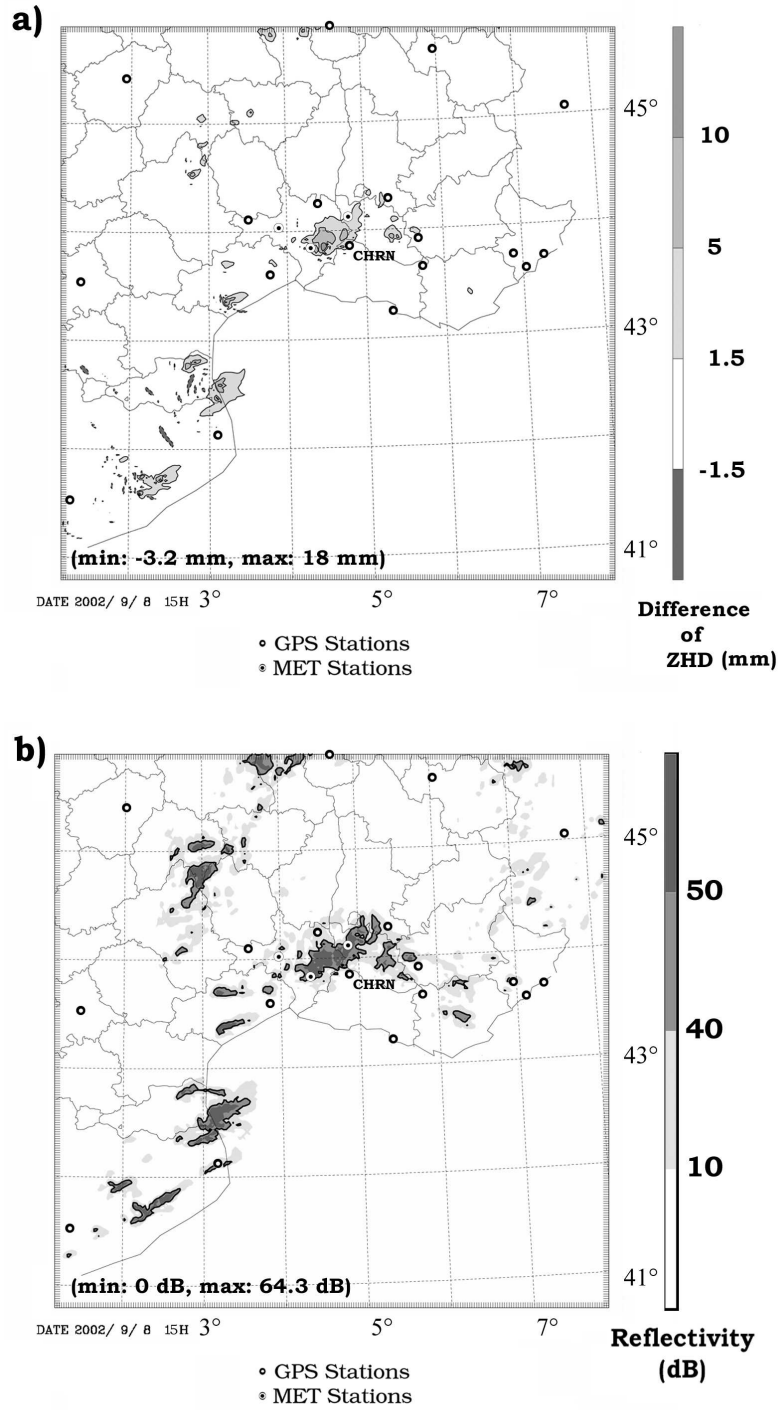 a)
45°
10
5
CHRN
43°
1.5
-1.5
41°
(min: -3.2 mm, max: 18 mm)
DATE 2002/ 9/ 8 15H 3° 5° 7°
Difference
of
ZHD (mm)
GPS Stations
MET Stations
b)
45°
50
CHRN
40
43°
10
41°
(min: 0 dB, max: 64.3 dB)
DATE 2002/ 9/ 8 15H 3° 5° 7°
Reflectivity
(dB)
GPS Stations
MET Stations